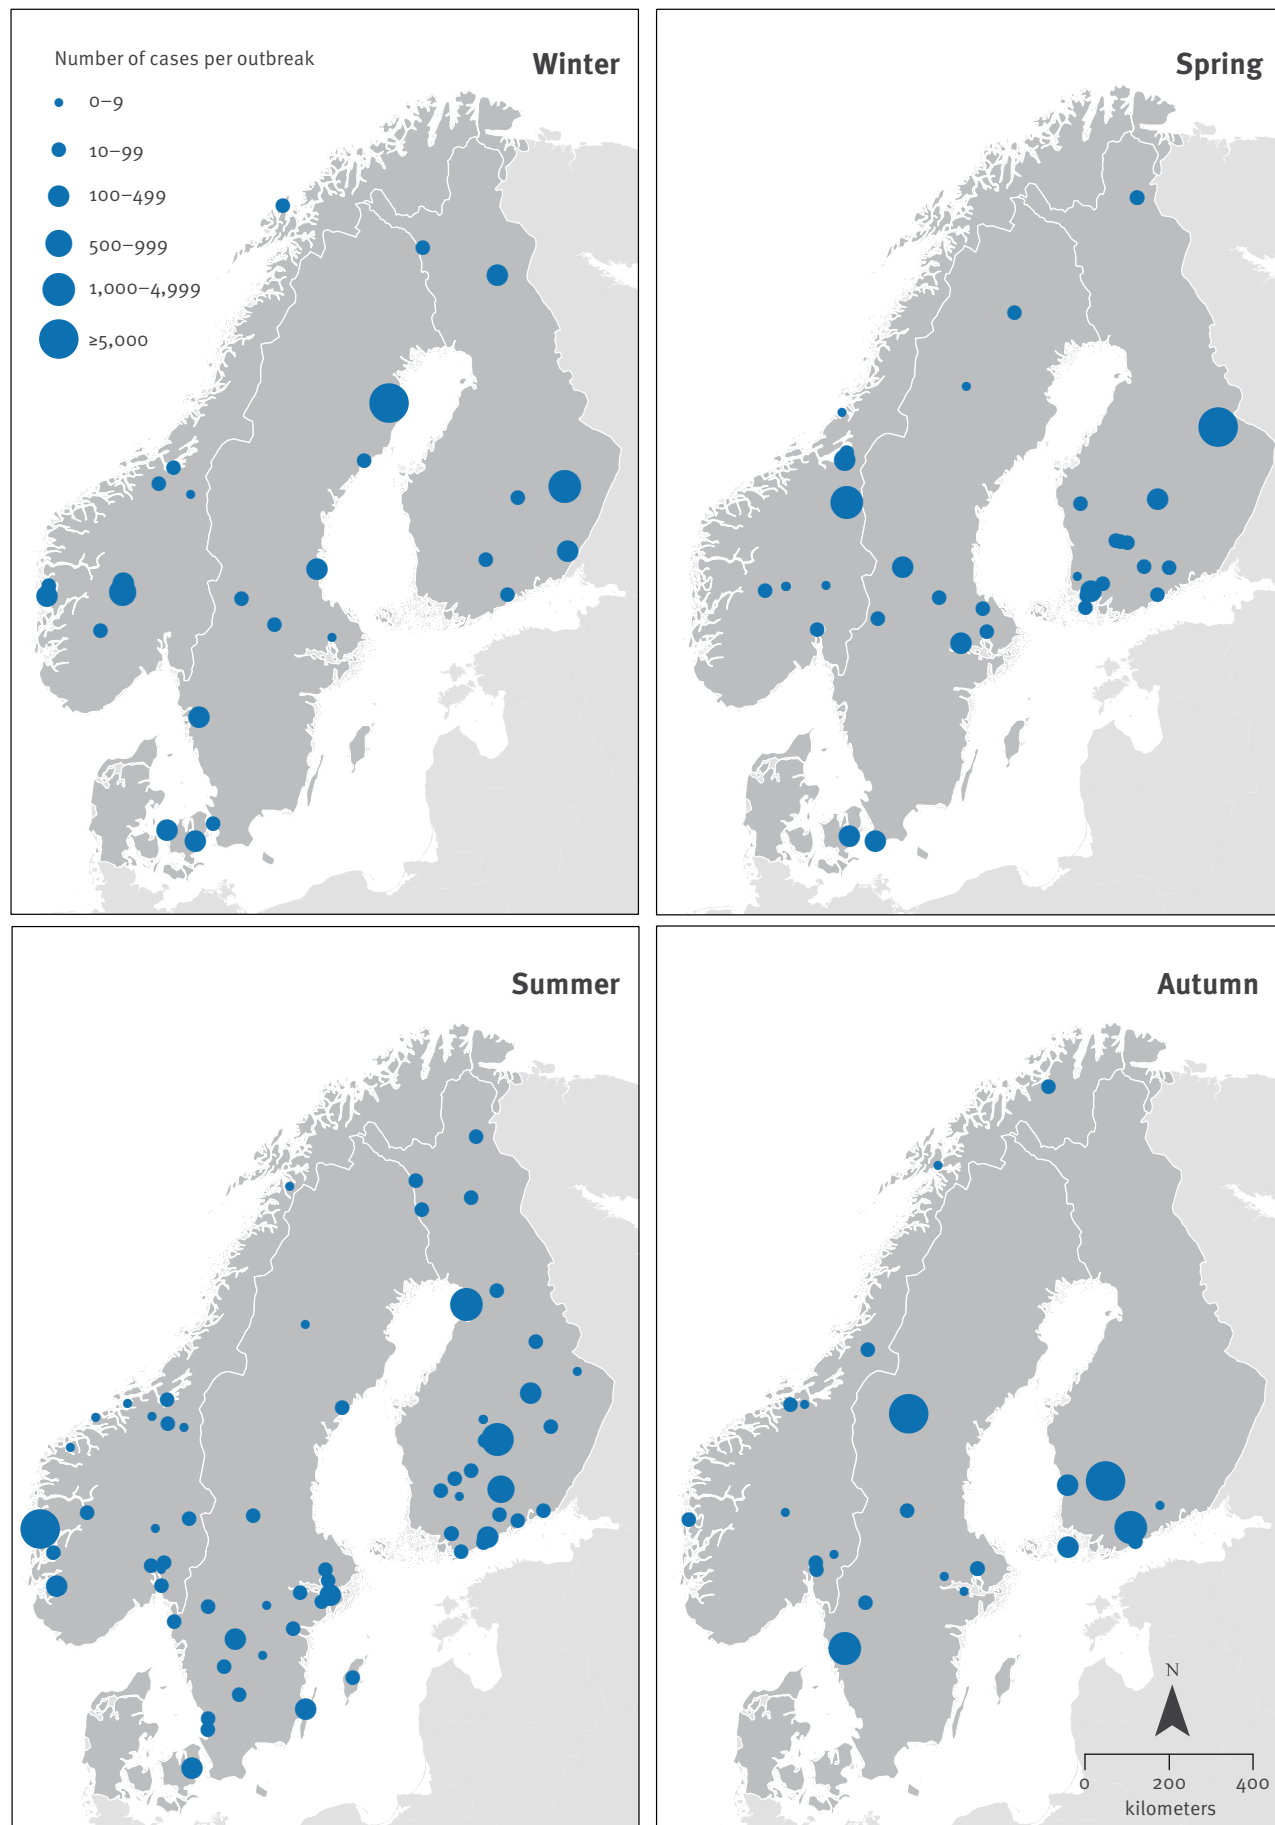 Number of cases per outbreak
Winter
0–9
10–99
100–499
500–999
1,000–4,999
≥5,000
Spring
Summer
Autumn
N
0 200 400
kilometers